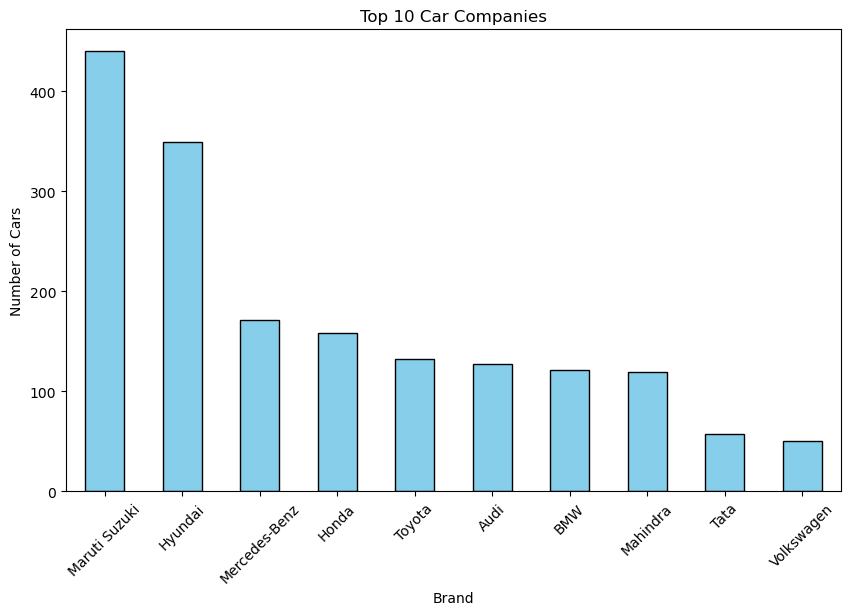 Top 10 Car Companies
Number of Cars
400
300
200
100
0
Maruti Suzuki
Hyundai
Mercedes-Benz
Honda
Toyota
Audi
BMW
Mahindra
Tata
Volkswagen
Brand